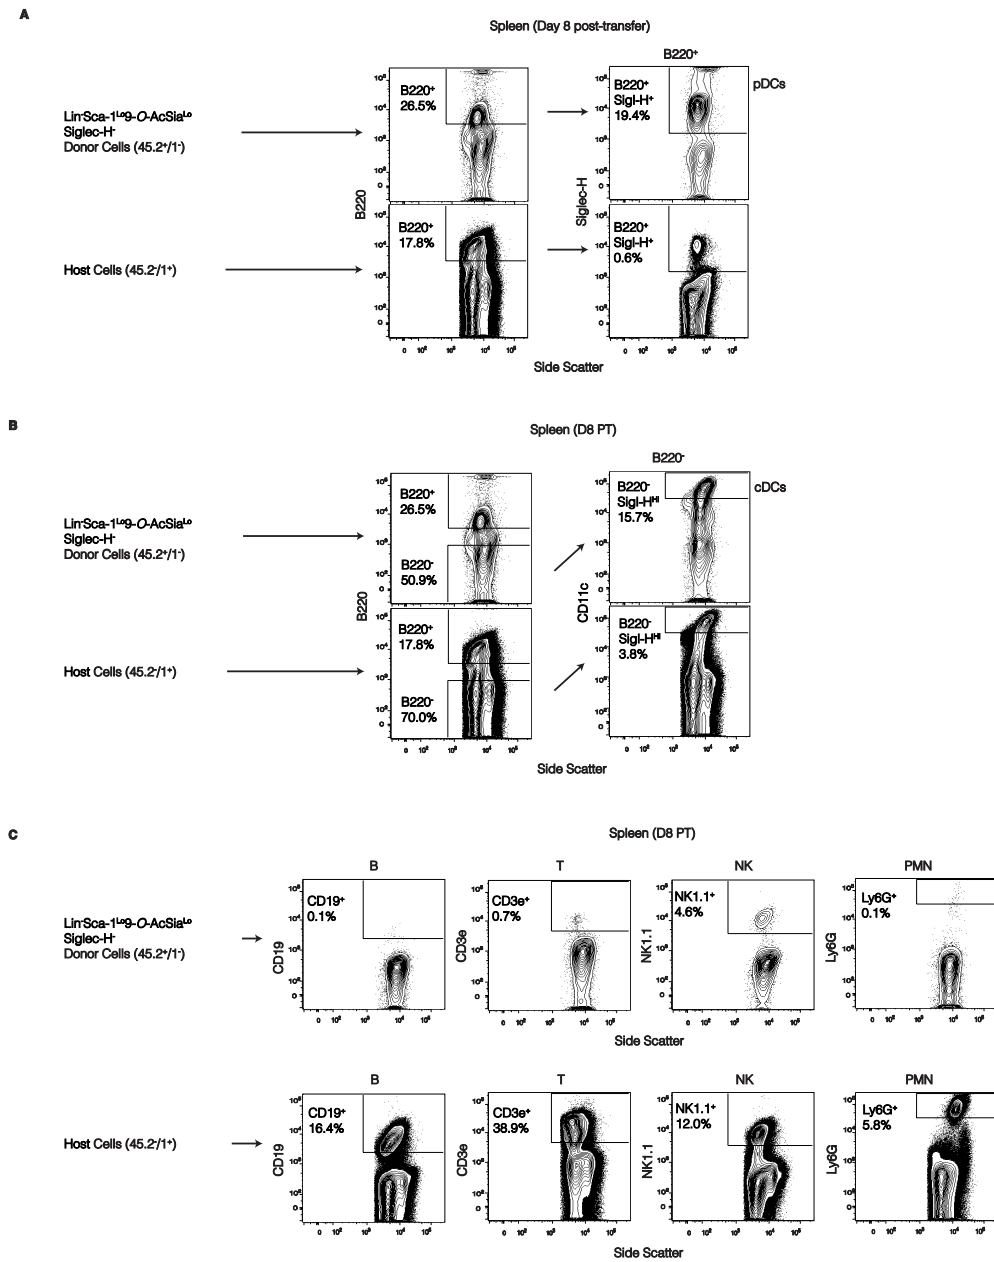 A
Spleen (Day 8 post-transfer)
B220⁺
pDCs
Lin⁻Sca-1ᴸᵒ9-O-AcSiaᴸᵒ
Siglec-H⁻
Donor Cells (45.2⁺/1⁻)
B220⁺
26.5%
B220⁺
Sigl-H⁺
19.4%
B220
Siglec-H
Host Cells (45.2⁻/1⁺)
B220⁺
17.8%
B220⁺
Sigl-H⁺
0.6%
Side Scatter
B
Spleen (D8 PT)
B220⁻
cDCs
Lin⁻Sca-1ᴸᵒ9-O-AcSiaᴸᵒ
Siglec-H⁻
Donor Cells (45.2⁺/1⁻)
B220⁺
26.5%
B220⁻
50.9%
B220⁻
Sigl-Hᴴᴵ
15.7%
B220
CD11c
Host Cells (45.2⁻/1⁺)
B220⁺
17.8%
B220⁻
70.0%
B220⁻
Sigl-Hᴴᴵ
3.8%
Side Scatter
C
Spleen (D8 PT)
B
T
NK
PMN
Lin⁻Sca-1ᴸᵒ9-O-AcSiaᴸᵒ
Siglec-H⁻
Donor Cells (45.2⁺/1⁻)
CD19
CD19⁺
0.1%
CD3e
CD3e⁺
0.7%
NK1.1
NK1.1⁺
4.6%
Ly6G
Ly6G⁺
0.1%
Side Scatter
B
T
NK
PMN
Host Cells (45.2⁻/1⁺)
CD19
CD19⁺
16.4%
CD3e
CD3e⁺
38.9%
NK1.1
NK1.1⁺
12.0%
Ly6G
Ly6G⁺
5.8%
Side Scatter